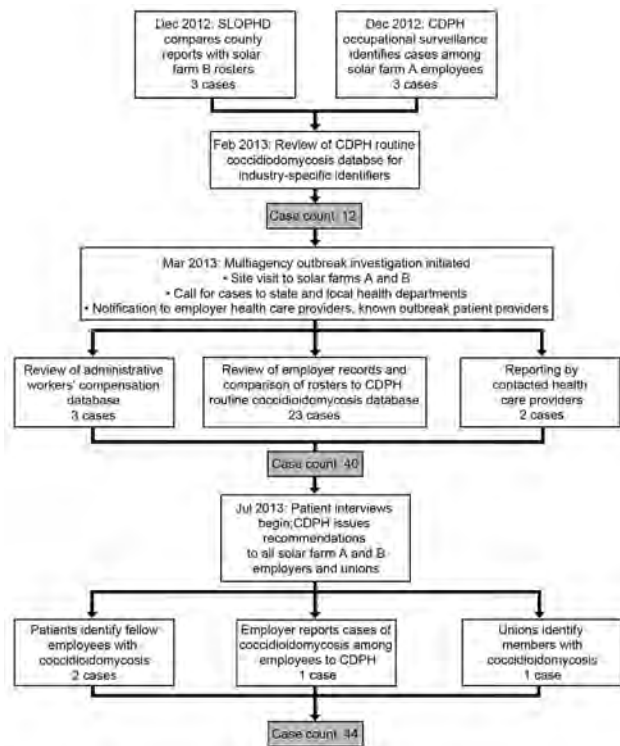 Dec 2012: SLOPHD
compares county
reports with solar
farm B rosters
3 cases
Dec 2012: CDPH
occupational surveillance
identifies cases among
solar farm A employees
3 cases
Feb 2013: Review of CDPH routine
coccidiodomycosis databse for
industry-specific identifiers
Case count: 12
Mar 2013: Multiagency outbreak investigation initiated
• Site visit to solar farms A and B
• Call for cases to state and local health departments
• Notification to employer health care providers, known outbreak patient providers
Review of administrative
workers' compensation
database
3 cases
Review of employer records and
comparison of rosters to CDPH
routine coccidioidomycosis database
23 cases
Reporting by
contacted health
care providers
2 cases
Case count: 40
Jul 2013: Patient interviews
begin;CDPH issues
recommendations
to all solar farm A and B
employers and unions
Patients identify fellow
employees with
coccidioidomycosis
2 cases
Employer reports cases of
coccidioidomycosis among
employees to CDPH
1 case
Unions identify
members with
coccidioidomycosis
1 case
Case count: 44